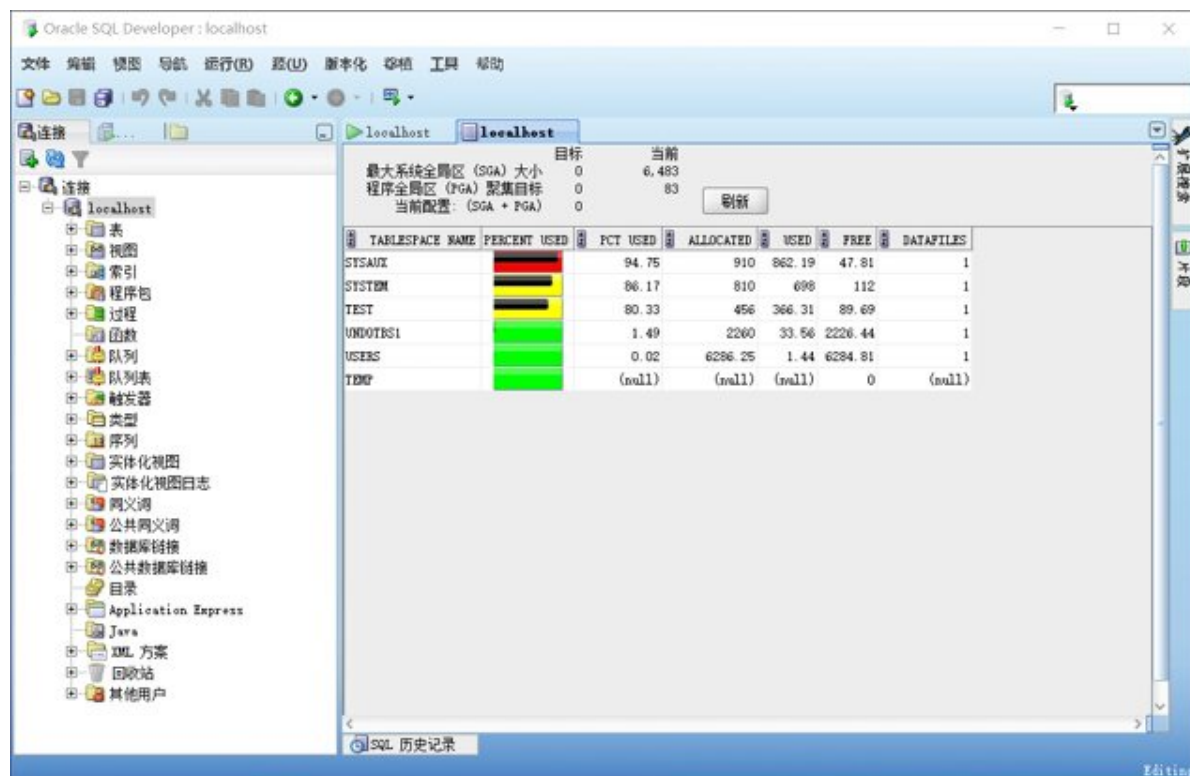 Oracle SQL Developer : localhost
文件 编辑 视图 导航 运行(R) 题(U) 版本化 移植 工具 帮助
连接
localhost localhost
目标 当前
最大系统全局区 (SGA) 大小 0 6,483
程序全局区 (PGA) 聚集目标 0 83
当前配置: (SGA + PGA) 0
刷新
连接
localhost
表
视图
索引
程序包
过程
函数
队列
队列表
触发器
类型
序列
实体化视图
实体化视图日志
同义词
公共同义词
数据库链接
公共数据库链接
目录
Application Express
Java
XML 方案
回收站
其他用户
TABLESPACE NAME PERCENT USED PCT USED ALLOCATED USED FREE DATAFILES
SYSAUX 94.75 910 862.19 47.81 1
SYSTEM 86.17 810 698 112 1
TEST 80.33 456 366.31 89.69 1
UNDOTBS1 1.49 2260 33.56 2226.44 1
USERS 0.02 6286.25 1.44 6284.81 1
TEMP (null) (null) (null) 0 (null)
SQL 历史记录
Editing